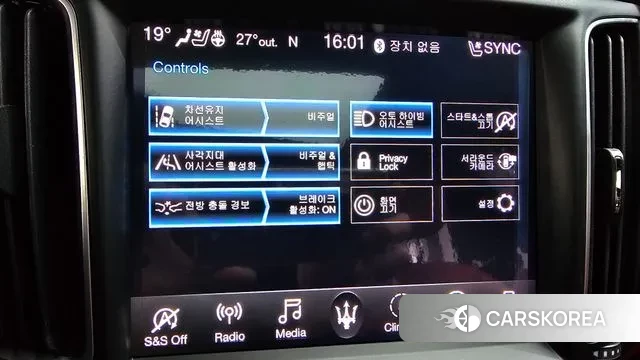 19° 27°out. N 16:01 장치 없음 SYNC
Controls
차선유지
어시스트
비주얼
오토 하이빔
어시스트
스타트&스톱
끄기
사각지대
어시스트 활성화
비주얼 &
햅틱
Privacy
Lock
서라운드
카메라
전방 충돌 경보
브레이크
활성화: ON
화면
끄기
설정
S&S Off
Radio
Media
CARSKOREA